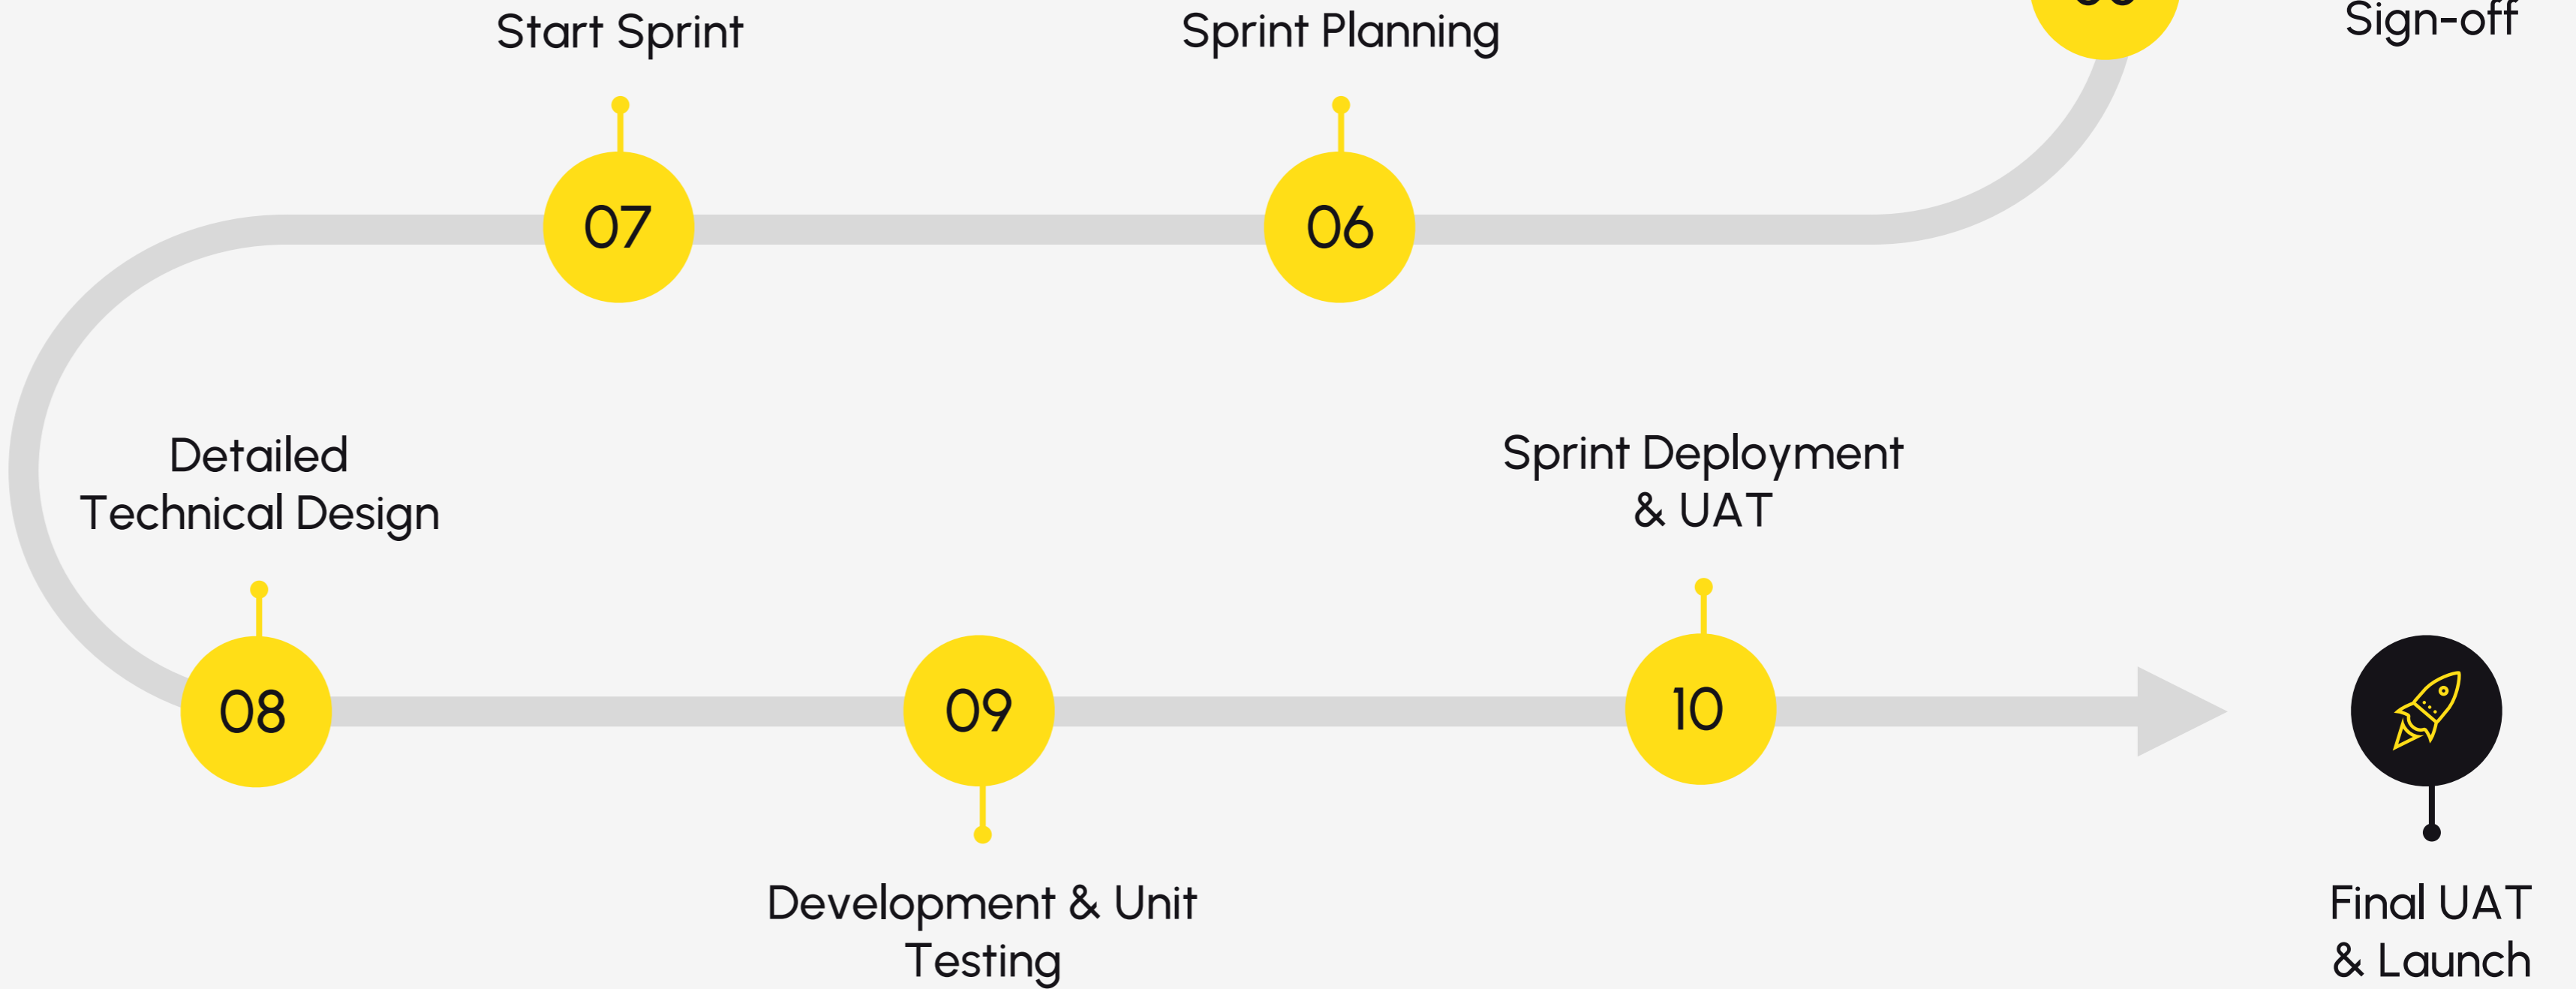 Start Sprint
Sprint Planning
Sign-off
07
06
Detailed
Technical Design
Sprint Deployment
& UAT
08
09
10
Development & Unit
Testing
Final UAT
& Launch